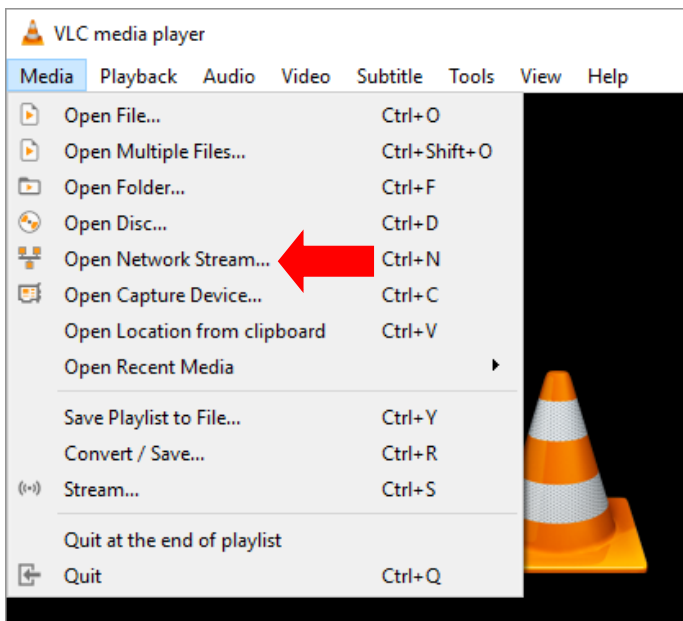 VLC media player
Media Playback Audio Video Subtitle Tools View Help
Open File... Ctrl+O
Open Multiple Files... Ctrl+Shift+O
Open Folder... Ctrl+F
Open Disc... Ctrl+D
Open Network Stream... Ctrl+N
Open Capture Device... Ctrl+C
Open Location from clipboard Ctrl+V
Open Recent Media
Save Playlist to File... Ctrl+Y
Convert / Save... Ctrl+R
Stream... Ctrl+S
Quit at the end of playlist
Quit Ctrl+Q